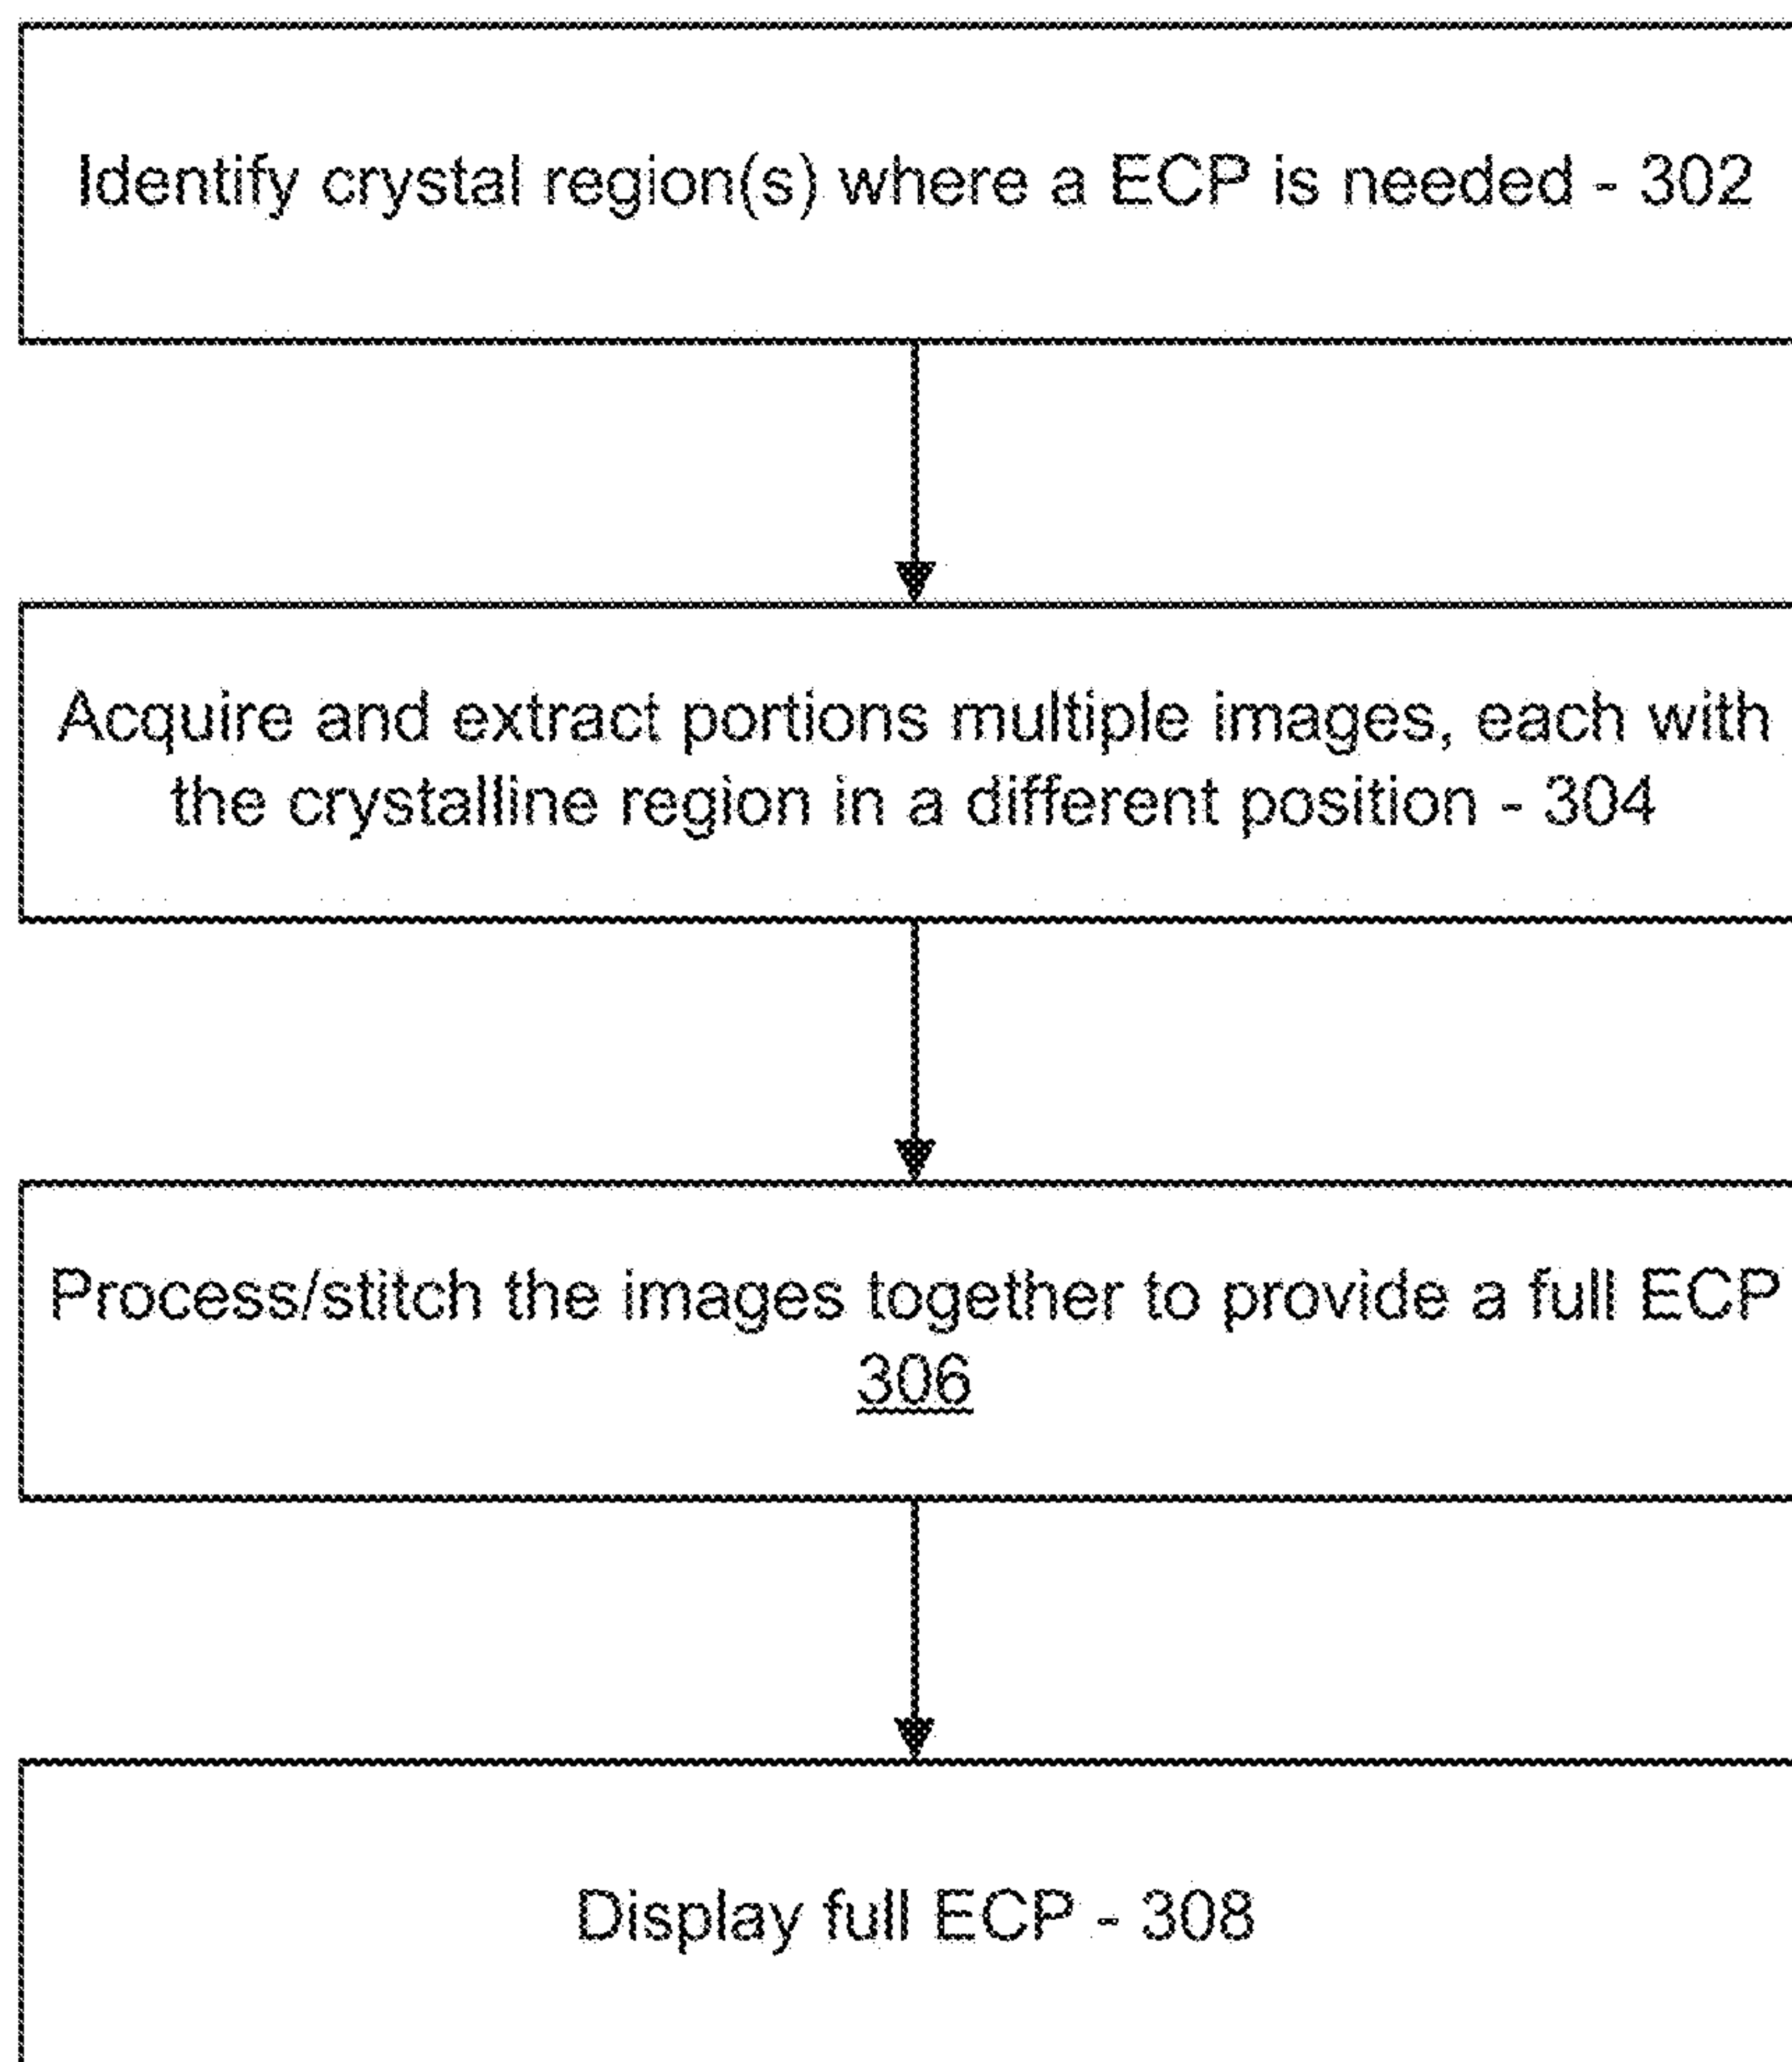 Identify crystal region(s) where a ECP is needed - 302
Acquire and extract portions multiple images, each with
the crystalline region in a different position - 304
Process/stitch the images together to provide a full ECP
306
Display full ECP - 308